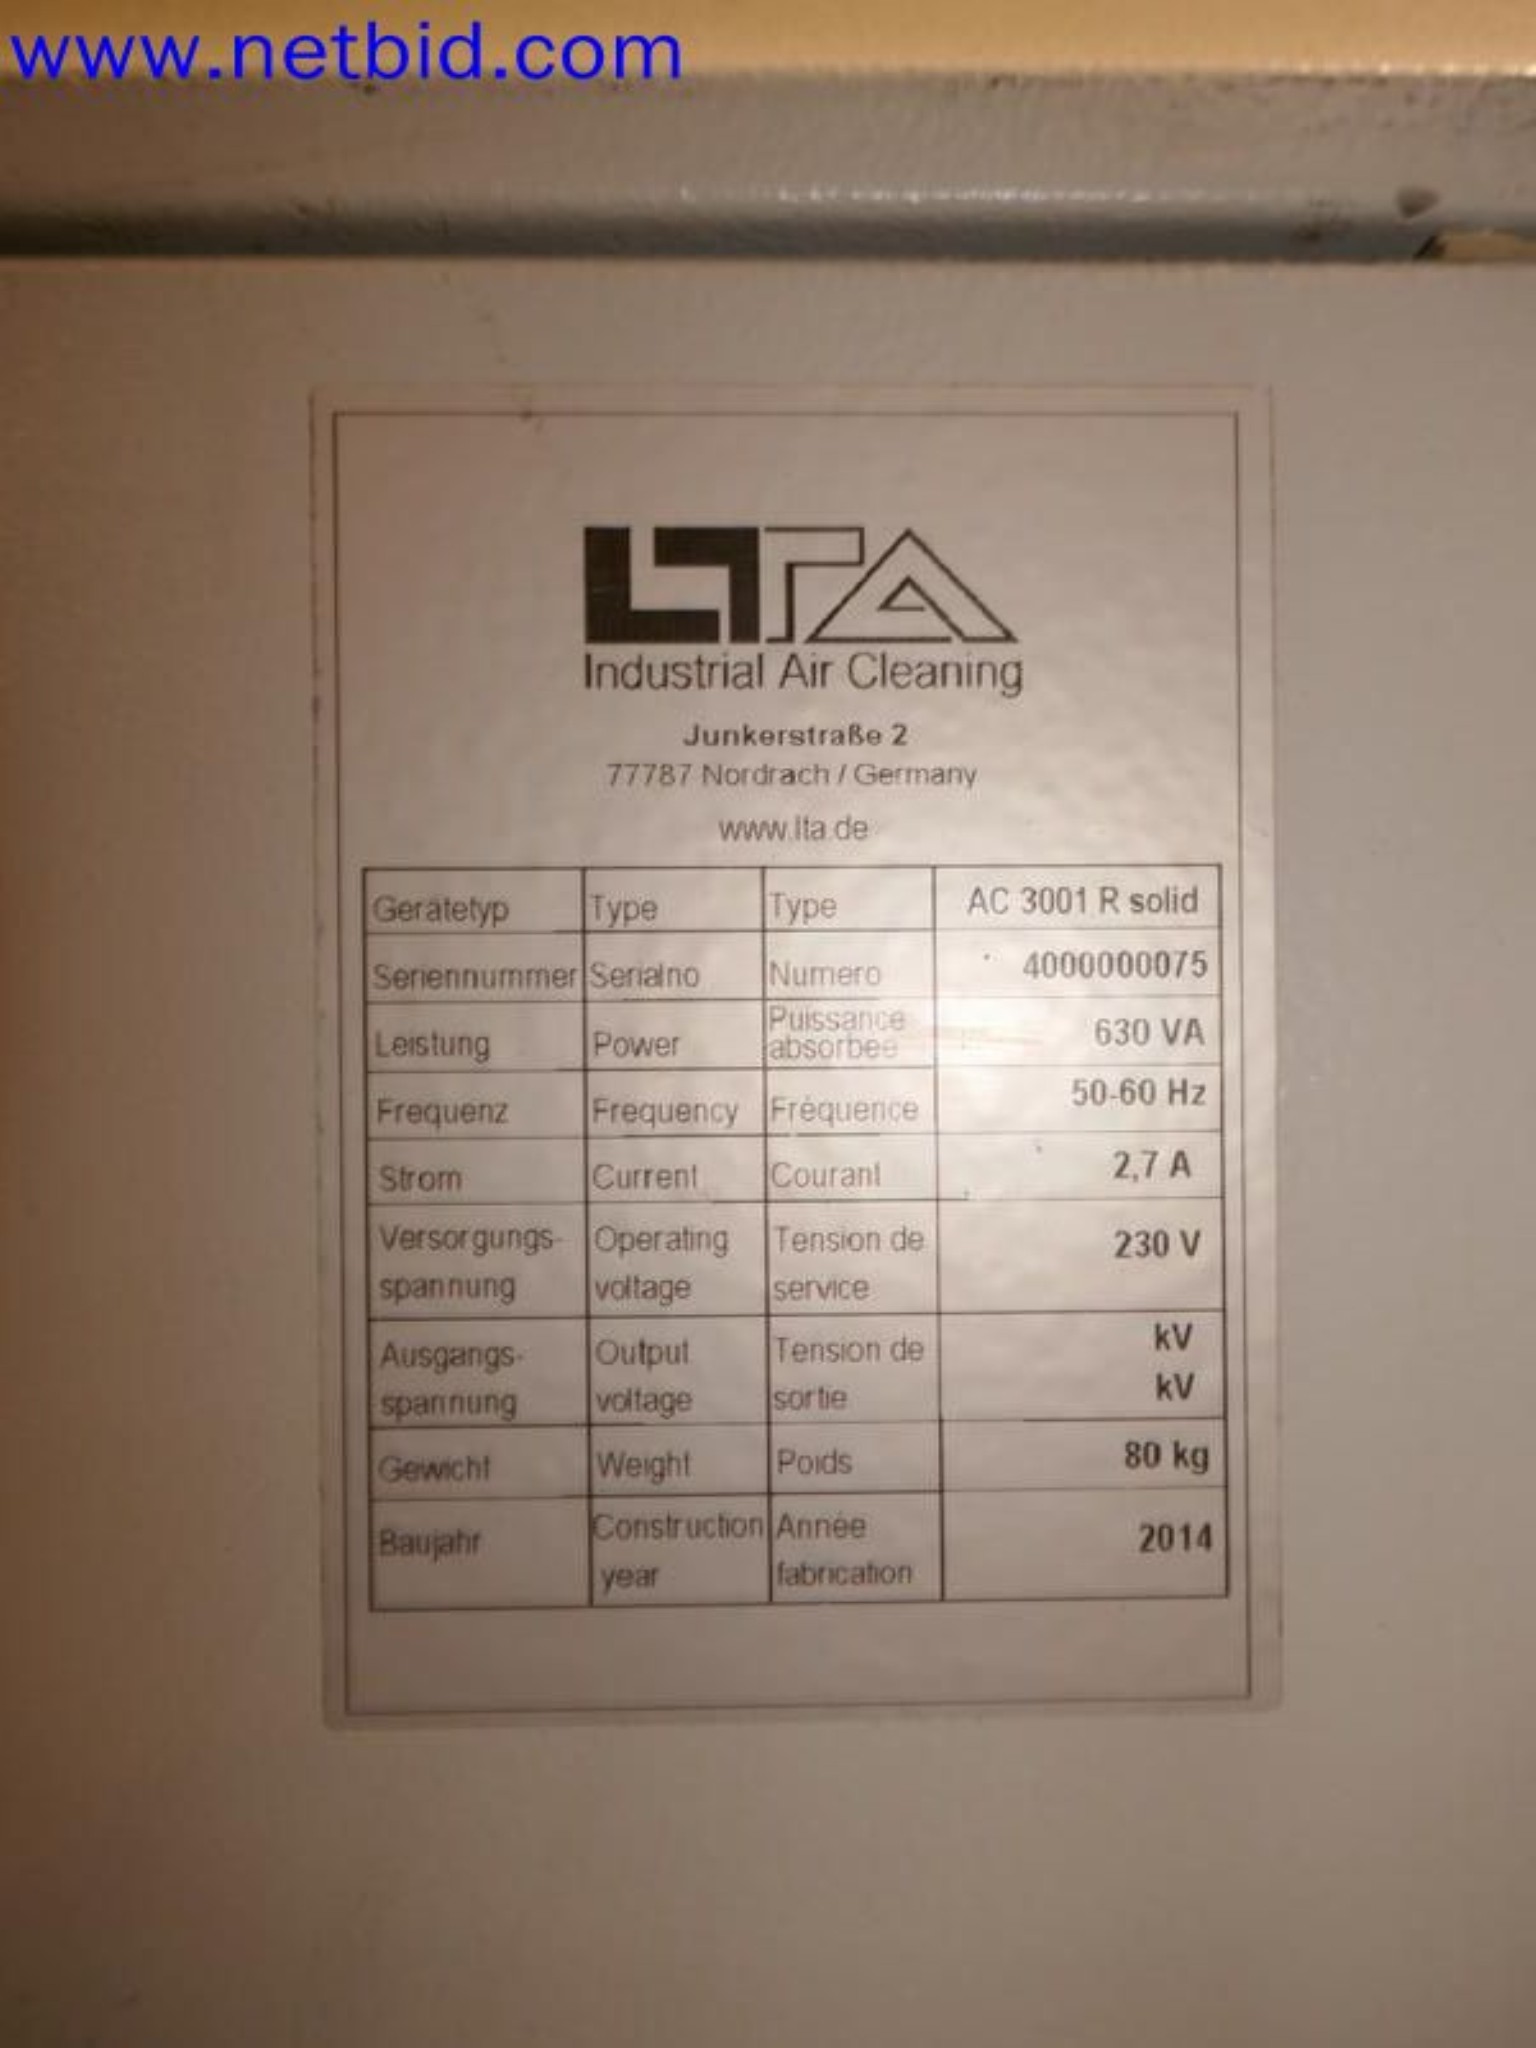 www.netbid.com
LTA
Industrial Air Cleaning
Junkerstraße 2
77787 Nordrach / Germany
www.lta.de
Gerätetyp Type Type AC 3001 R solid
Seriennummer Serialno Numero 4000000075
Leistung Power Puissance absorbee 630 VA
Frequenz Frequency Fréquence 50-60 Hz
Strom Current Courant 2,7 A
Versorgungs- Operating Tension de 230 V
spannung voltage service
Ausgangs- Output Tension de kV
spannung voltage sortie kV
Gewicht Weight Poids 80 kg
Baujahr Construction Année 2014
year fabrication